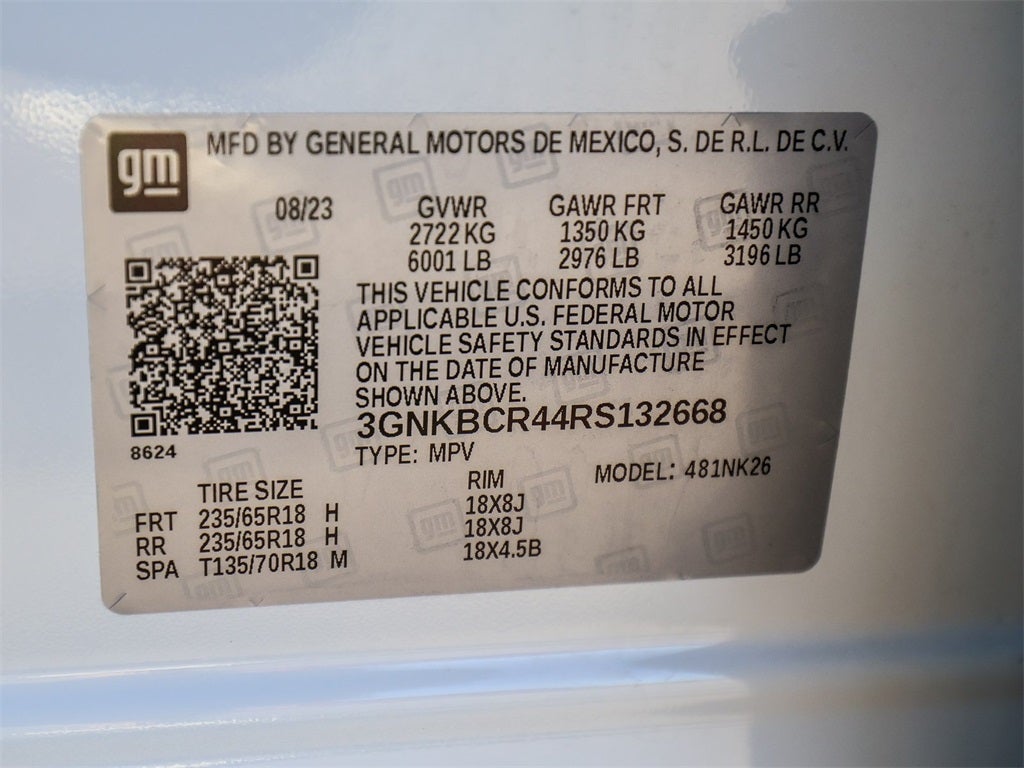 gm
MFD BY GENERAL MOTORS DE MEXICO, S. DE R.L. DE C.V.
08/23 GVWR GAWR FRT GAWR RR
2722 KG 1350 KG 1450 KG
6001 LB 2976 LB 3196 LB
THIS VEHICLE CONFORMS TO ALL
APPLICABLE U.S. FEDERAL MOTOR
VEHICLE SAFETY STANDARDS IN EFFECT
ON THE DATE OF MANUFACTURE
SHOWN ABOVE.
3GNKBCR44RS132668
8624
TYPE: MPV
MODEL: 481NK26
TIRE SIZE RIM
FRT 235/65R18 H 18X8J
RR 235/65R18 H 18X8J
SPA T135/70R18 M 18X4.5B